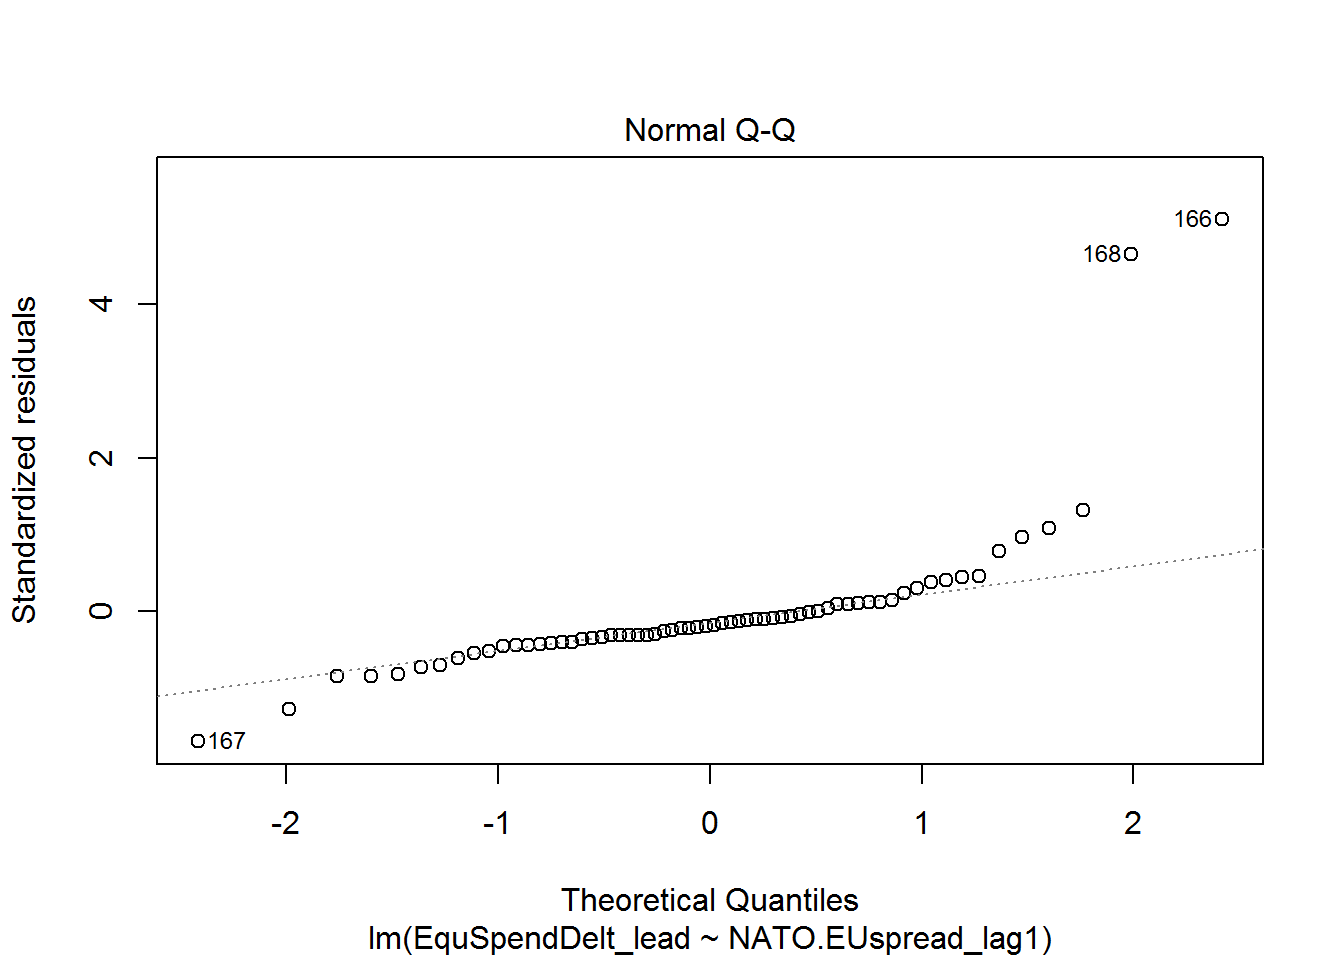 Normal Q-Q
Standardized residuals
4
2
0
166
168
167
-2
-1
0
1
2
Theoretical Quantiles
lm(EquSpendDelt_lead ~ NATO.EUspread_lag1)